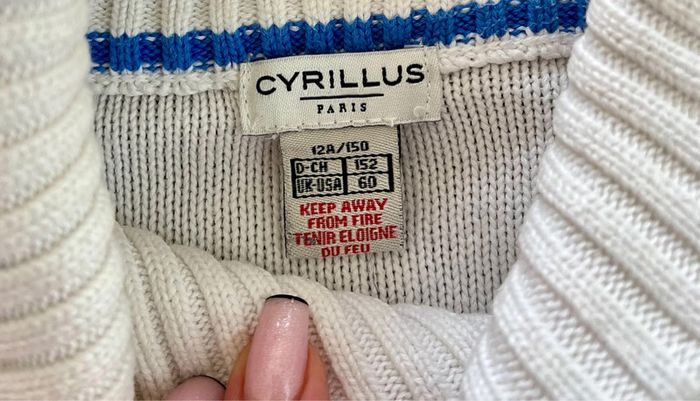 CYRILLUS
PARIS
12A/150
D-CH 152
UK-USA 60
KEEP AWAY
FROM FIRE
TENIR ELOIGNE
DU FEU